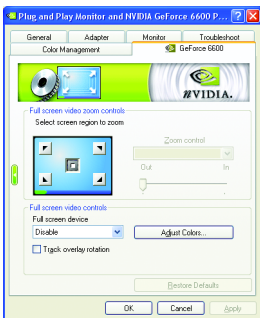 Plug and Play Monitor and NVIDIA GeForce 6600 P...
General Adapter Monitor Troubleshoot
Color Management GeForce 6600
NVIDIA.
Full screen video zoom controls
Select screen region to zoom
Zoom control
Out In
Full screen video controls
Full screen device
Disable
Adjust Colors...
Track overlay rotation
Restore Defaults
OK Cancel Apply